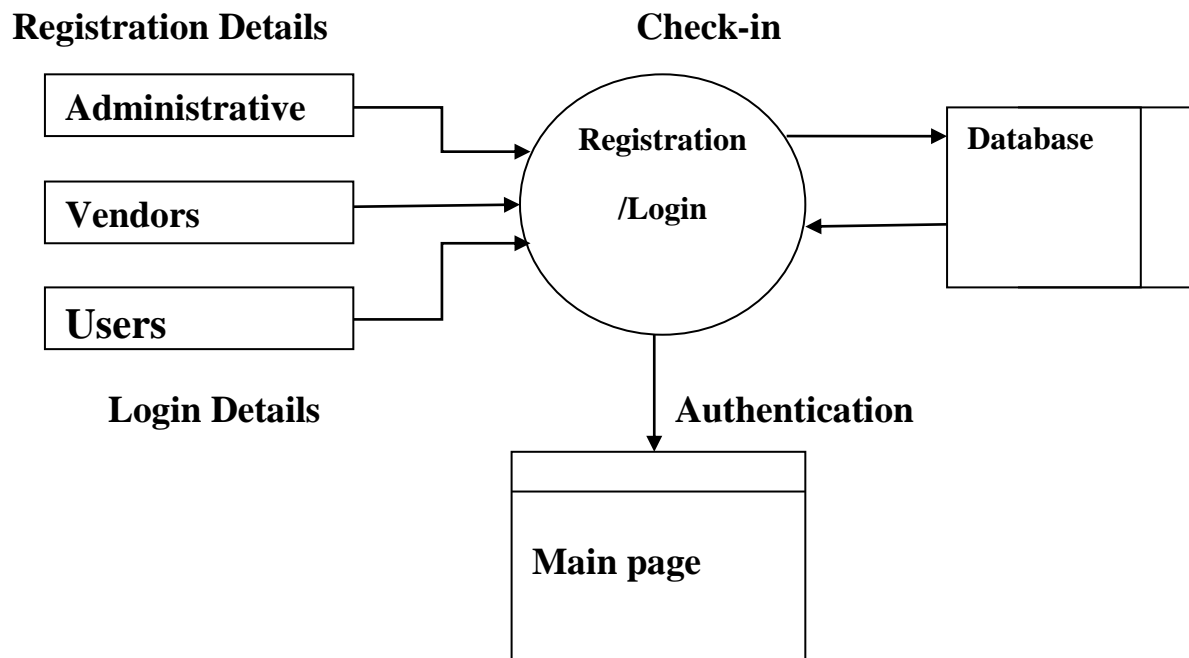 Registration Details
Check-in
Administrative
Vendors
Users
Registration
/Login
Database
Login Details
Authentication
Main page